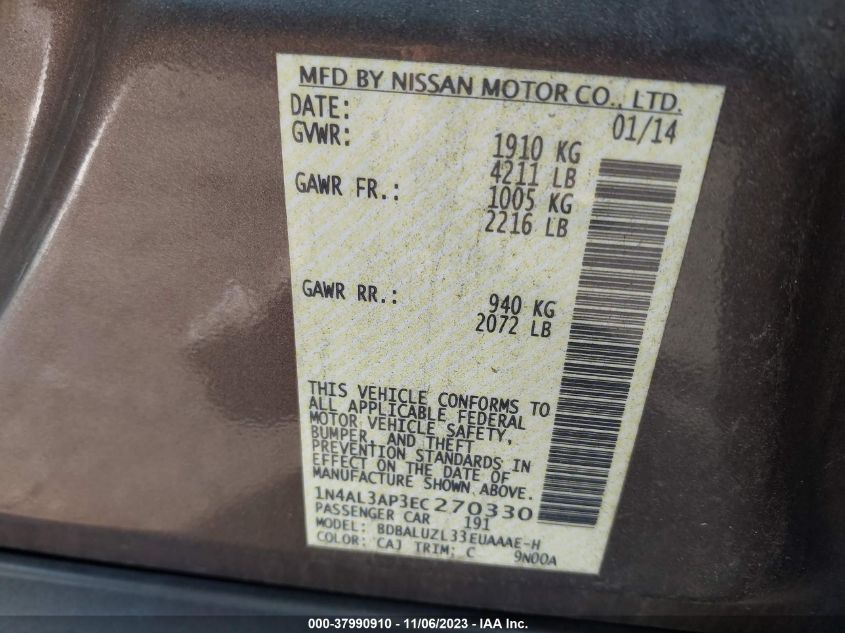 MFD BY NISSAN MOTOR CO., LTD.
DATE: 01/14
GVWR: 1910 KG
4211 LB
GAWR FR.: 1005 KG
2216 LB
GAWR RR.: 940 KG
2072 LB
THIS VEHICLE CONFORMS TO
ALL APPLICABLE FEDERAL
MOTOR VEHICLE SAFETY,
BUMPER, AND THEFT
PREVENTION STANDARDS IN
EFFECT ON THE DATE OF
MANUFACTURE SHOWN ABOVE.
1N4AL3AP3EC270330
PASSENGER CAR 191
MODEL: BDBALUZL33EUAAAE-H
COLOR: CAJ TRIM; C 9N00A
000-37990910 — 11/06/2023 — IAAI.com